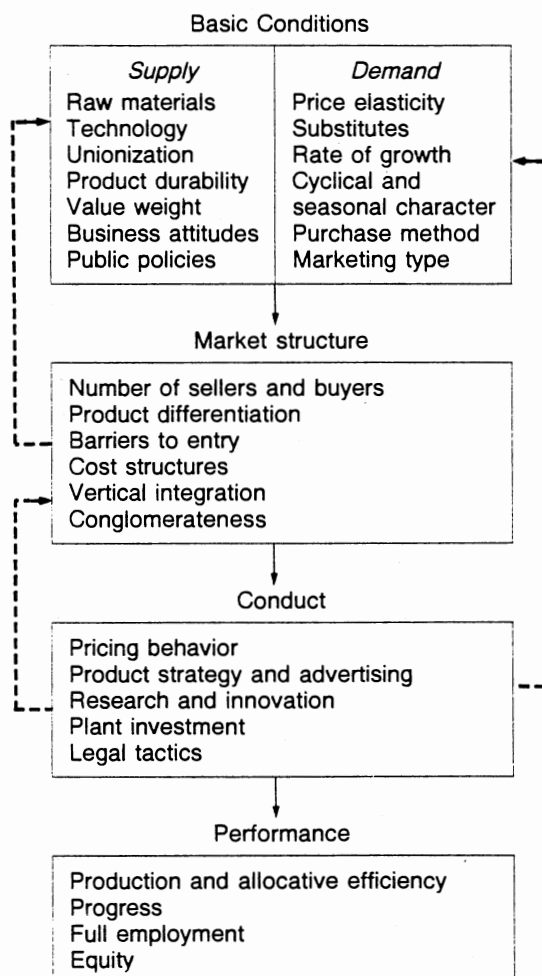 Basic Conditions
Supply
Raw materials
Technology
Unionization
Product durability
Value weight
Business attitudes
Public policies
Demand
Price elasticity
Substitutes
Rate of growth
Cyclical and
seasonal character
Purchase method
Marketing type
Market structure
Number of sellers and buyers
Product differentiation
Barriers to entry
Cost structures
Vertical integration
Conglomerateness
Conduct
Pricing behavior
Product strategy and advertising
Research and innovation
Plant investment
Legal tactics
Performance
Production and allocative efficiency
Progress
Full employment
Equity